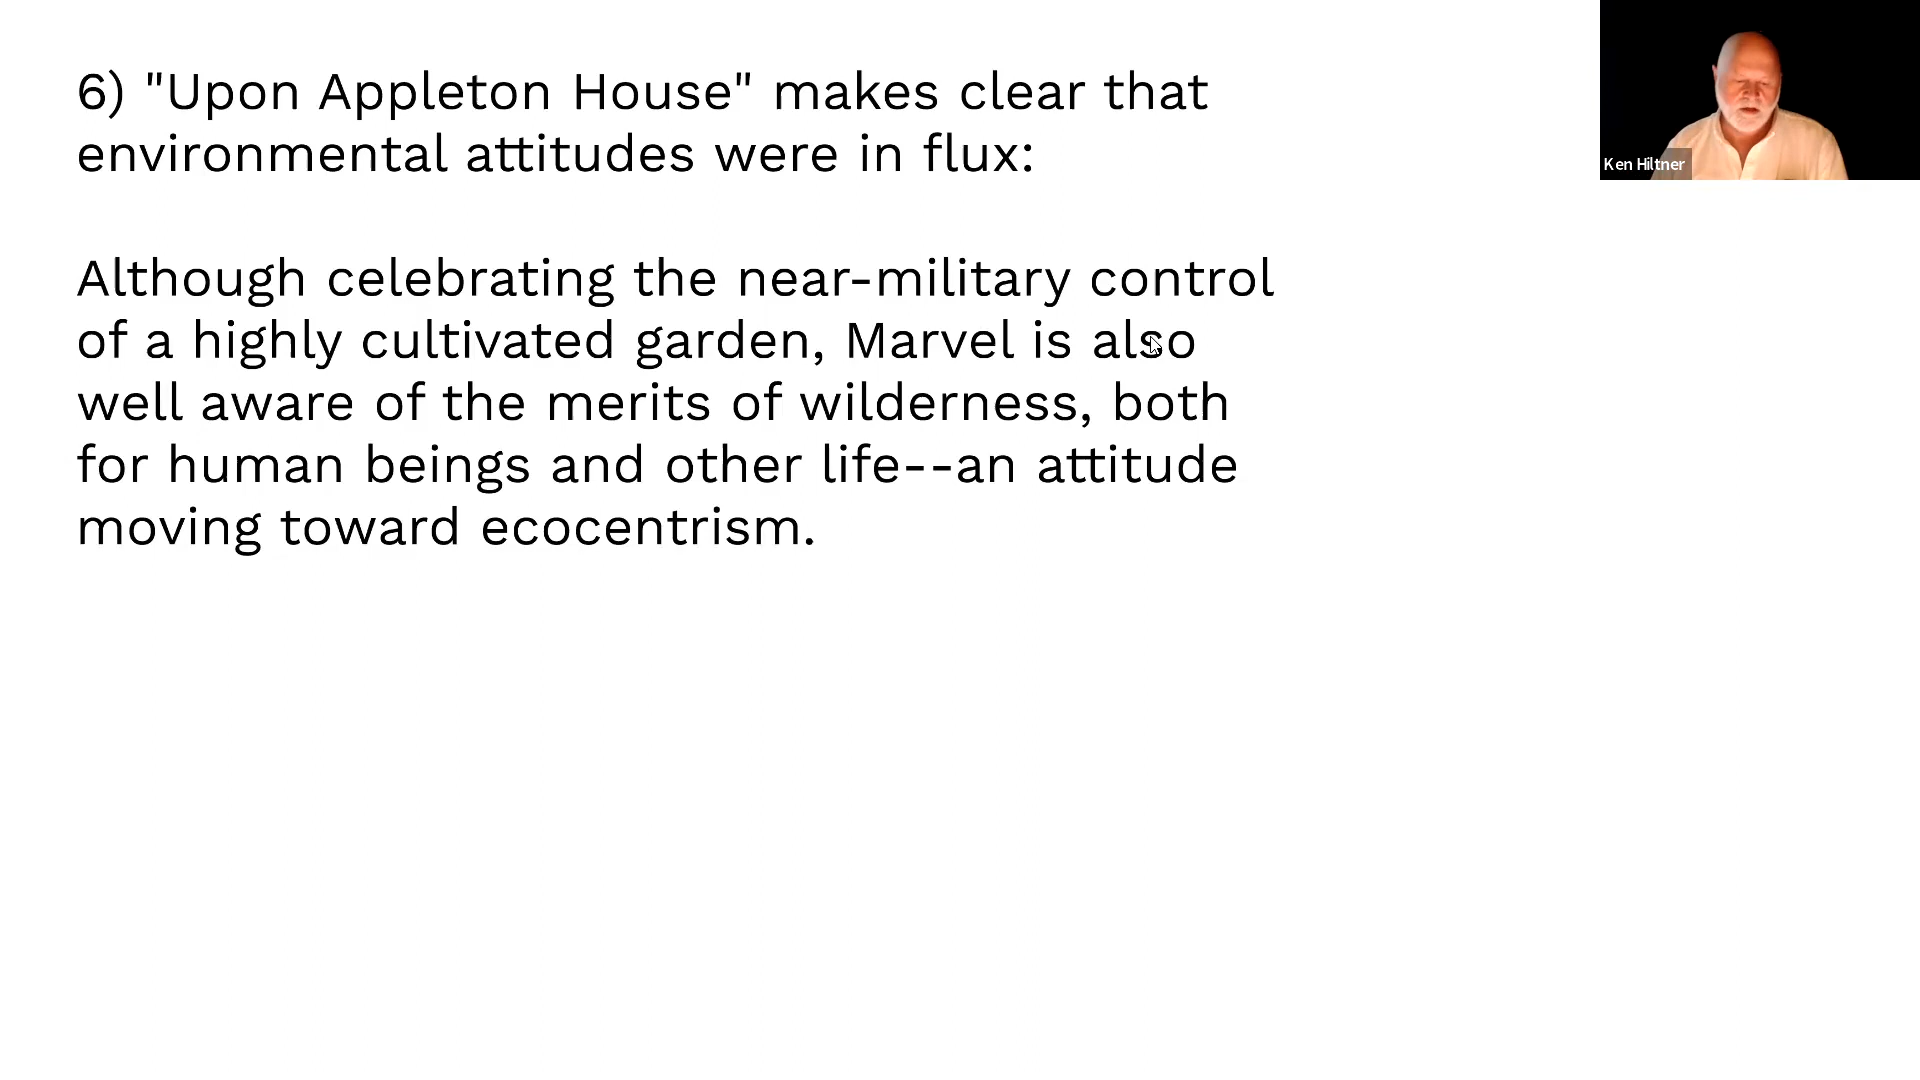 6) "Upon Appleton House" makes clear that
environmental attitudes were in flux:
Although celebrating the near-military control
of a highly cultivated garden, Marvel is also
well aware of the merits of wilderness, both
for human beings and other life--an attitude
moving toward ecocentrism.
Ken Hiltner